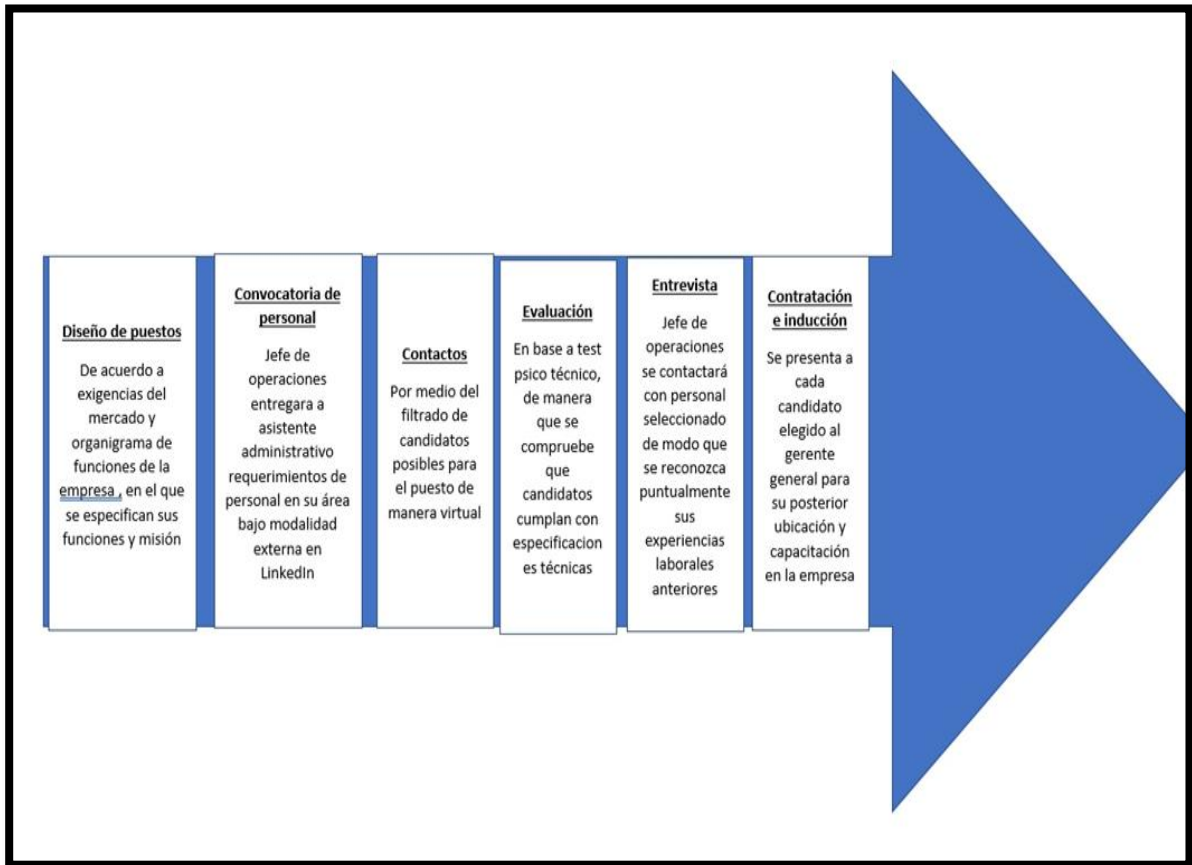 Diseño de puestos
De acuerdo a
exigencias del
mercado y
organigrama de
funciones de la
empresa , en el que
se especifican sus
funciones y misión
Convocatoria de
personal
Jefe de
operaciones
entregara a
asistente
administrativo
requerimientos de
personal en su área
bajo modalidad
externa en
LinkedIn
Contactos
Por medio del
filtrado de
candidatos
posibles para
el puesto de
manera virtual
Evaluación
En base a test
psico técnico,
de manera
que se
compruebe
que
candidatos
cumplan con
especificacion
es técnicas
Entrevista
Jefe de
operaciones
se contactará
con personal
seleccionado
de modo que
se reconozca
puntualmente
sus
experiencias
laborales
anteriores
Contratación
e inducción
Se presenta a
cada
candidato
elegido al
gerente
general para
su posterior
ubicación y
capacitación
en la empresa